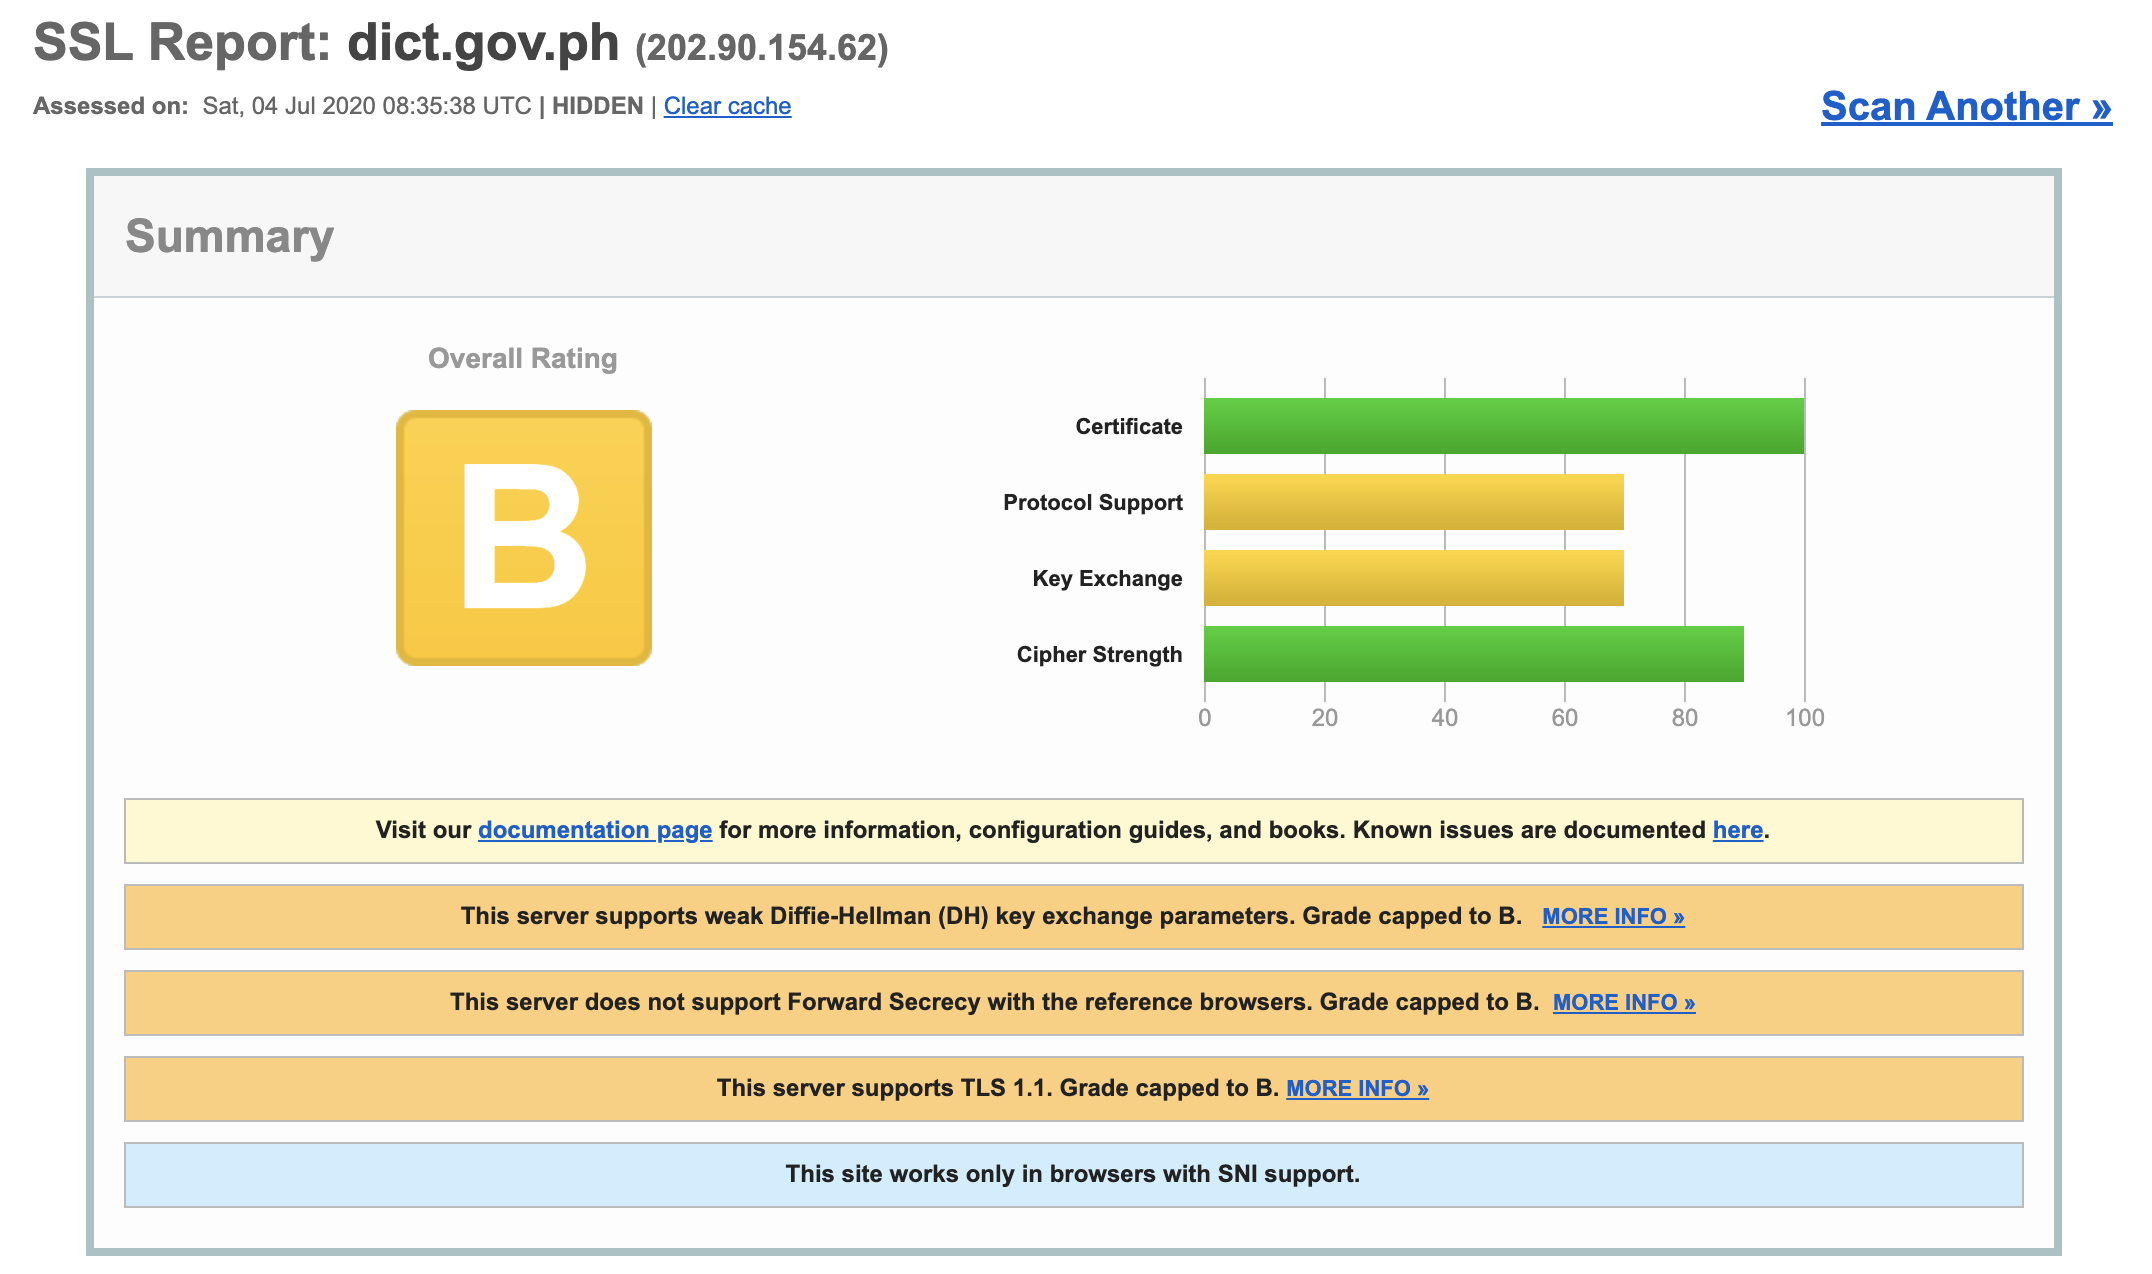 SSL Report: dict.gov.ph (202.90.154.62)
Assessed on: Sat, 04 Jul 2020 08:35:38 UTC | HIDDEN | Clear cache
Scan Another »
Summary
Overall Rating
B
Certificate
Protocol Support
Key Exchange
Cipher Strength
0 20 40 60 80 100
Visit our documentation page for more information, configuration guides, and books. Known issues are documented here.
This server supports weak Diffie-Hellman (DH) key exchange parameters. Grade capped to B. MORE INFO »
This server does not support Forward Secrecy with the reference browsers. Grade capped to B. MORE INFO »
This server supports TLS 1.1. Grade capped to B. MORE INFO »
This site works only in browsers with SNI support.